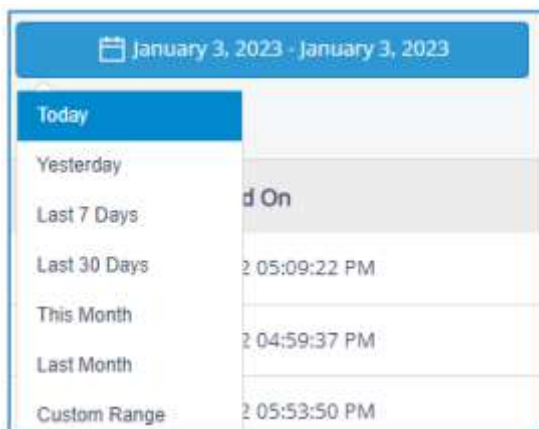 January 3, 2023 - January 3, 2023
Today
Yesterday
d On
Last 7 Days
Last 30 Days
2 05:09:22 PM
This Month
2 04:59:37 PM
Last Month
Custom Range
2 05:53:50 PM